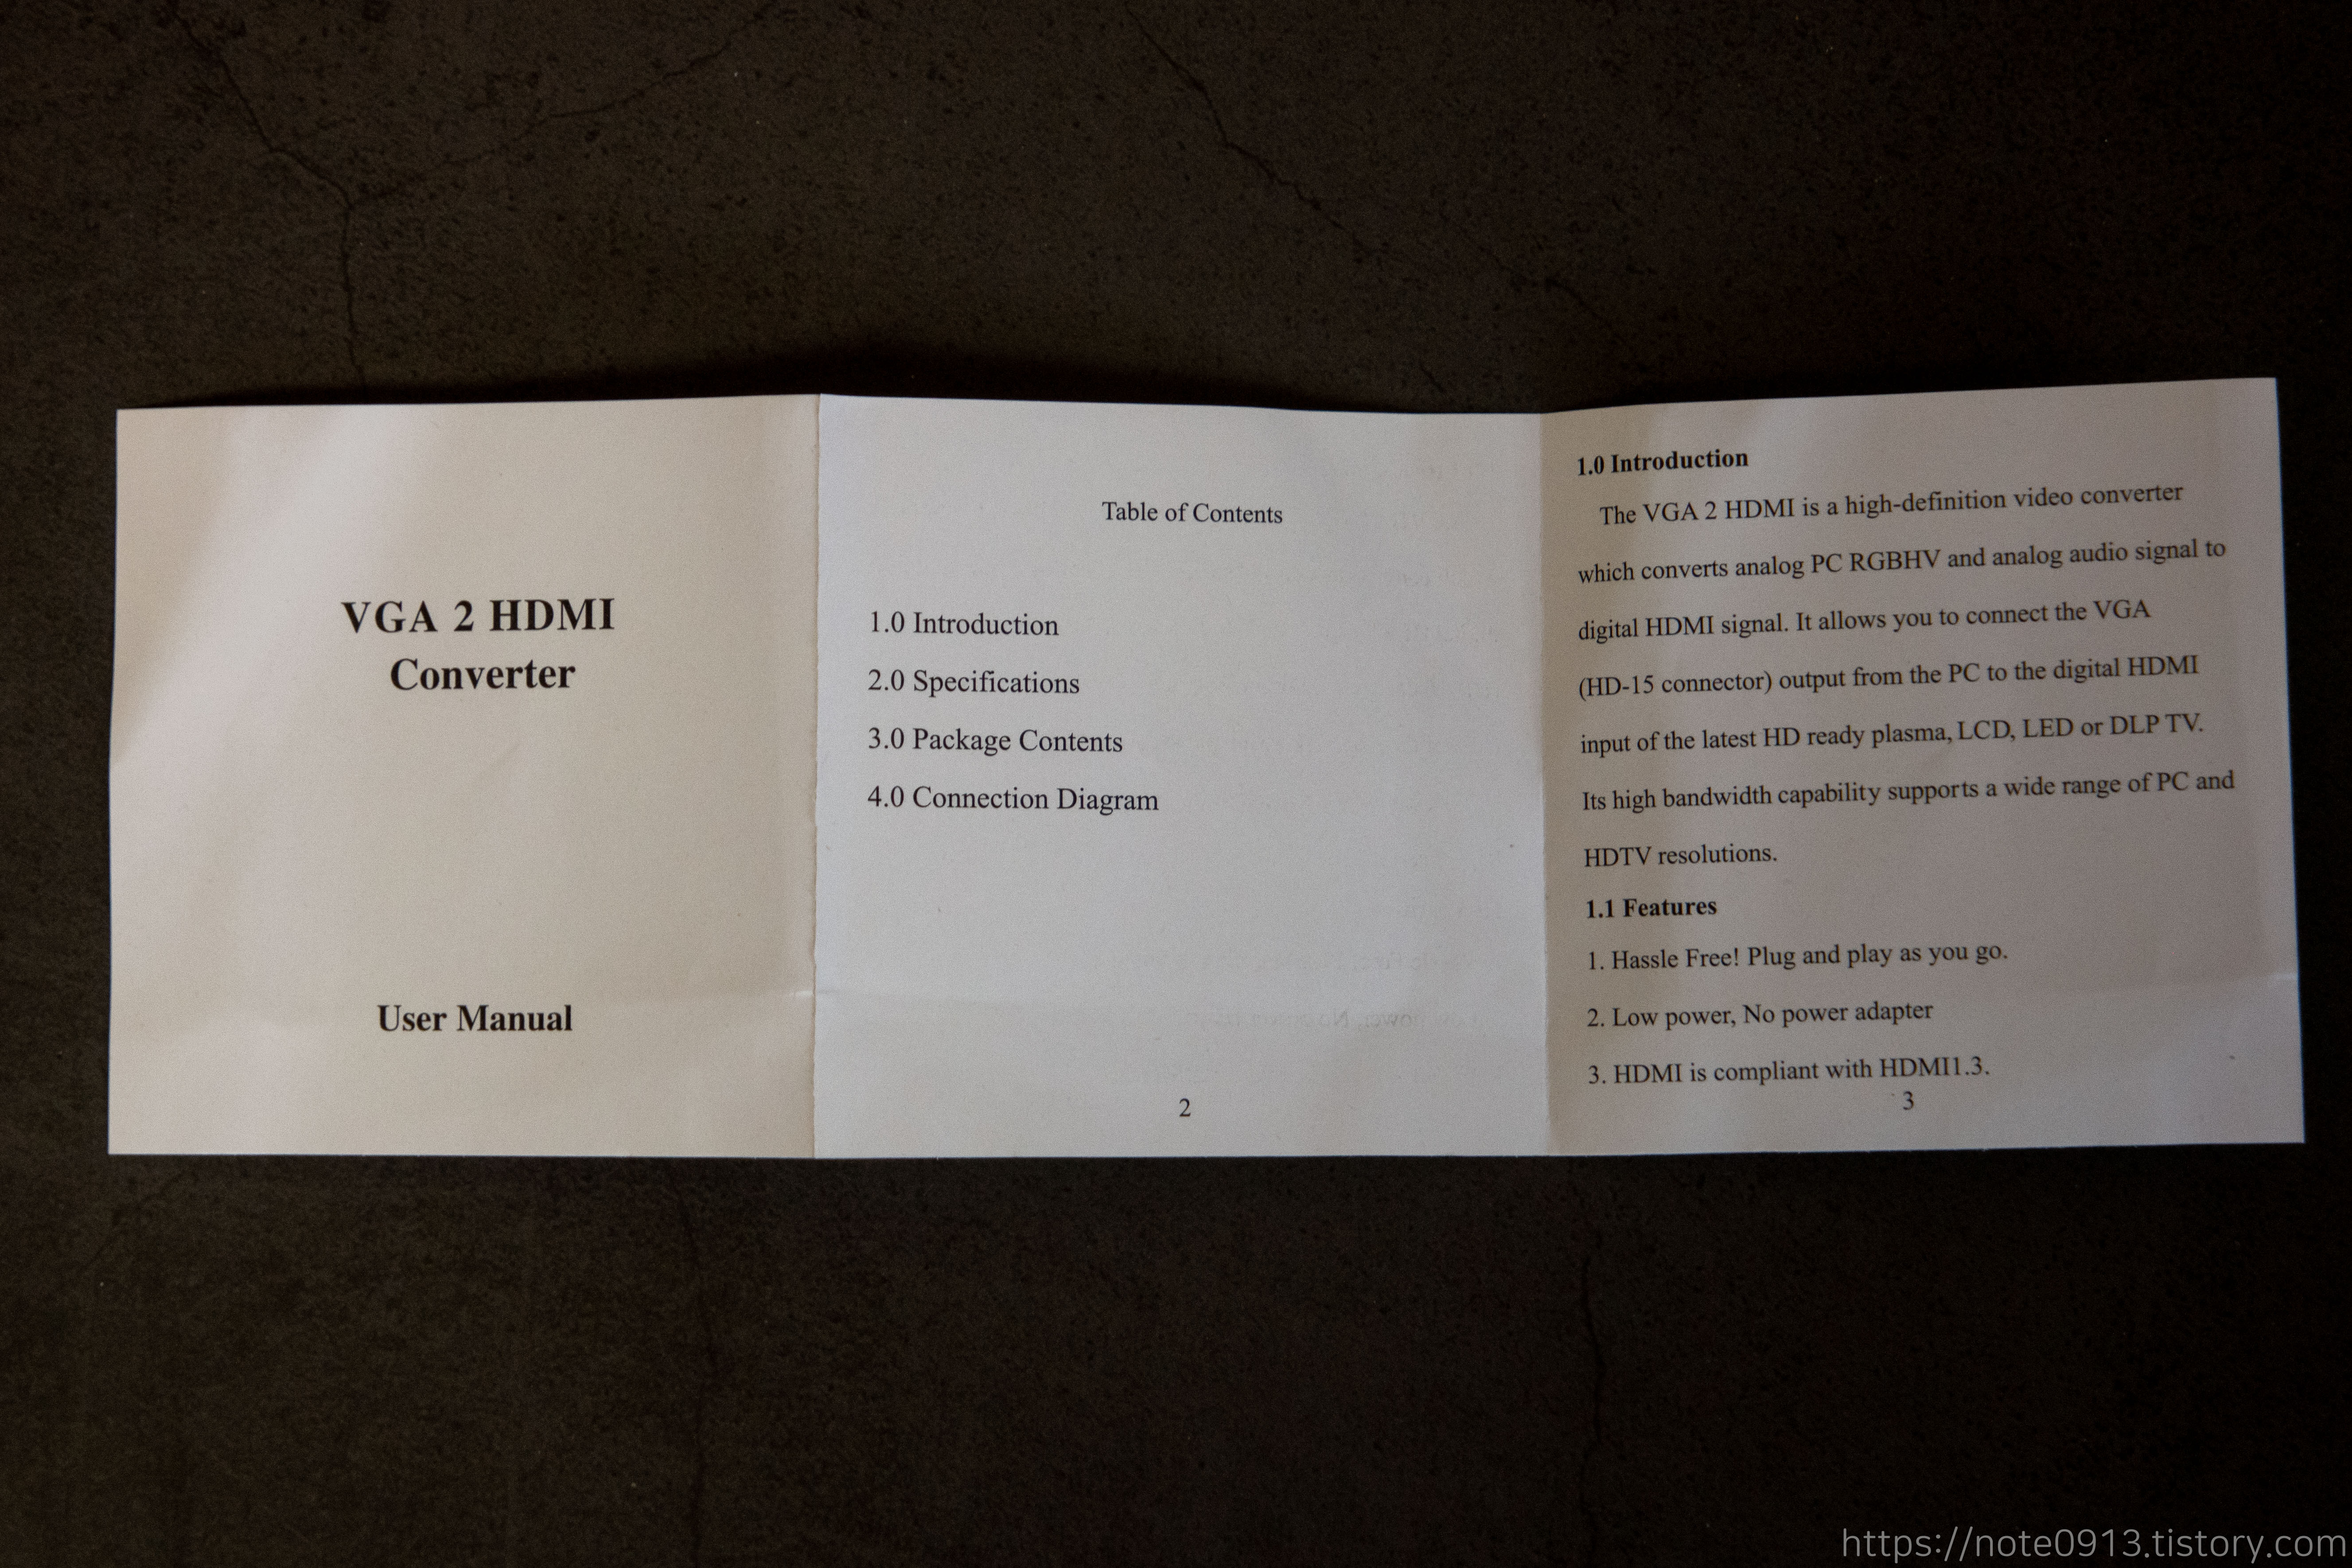 VGA 2 HDMI
Converter
User Manual
Table of Contents
1.0 Introduction
2.0 Specifications
3.0 Package Contents
4.0 Connection Diagram
2
1.0 Introduction
The VGA 2 HDMI is a high-definition video converter
which converts analog PC RGBHV and analog audio signal to
digital HDMI signal. It allows you to connect the VGA
(HD-15 connector) output from the PC to the digital HDMI
input of the latest HD ready plasma, LCD, LED or DLP TV.
Its high bandwidth capability supports a wide range of PC and
HDTV resolutions.
1.1 Features
1. Hassle Free! Plug and play as you go.
2. Low power, No power adapter
3. HDMI is compliant with HDMI1.3.
3
https://note0913.tistory.com